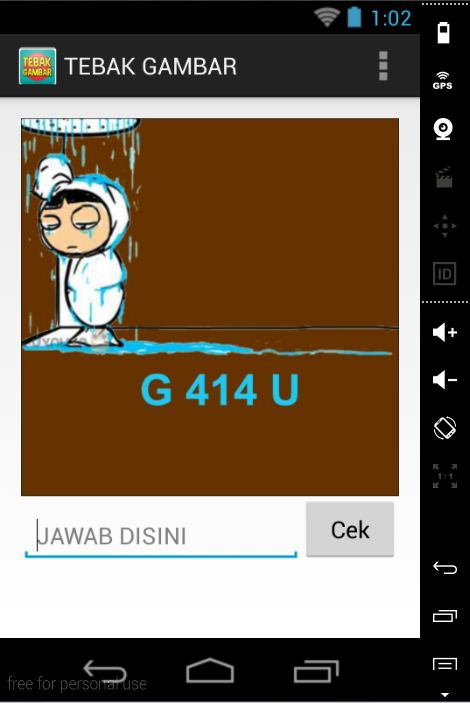 1:02
TEBAK GAMBAR
TEBAK GAMBAR
GPS
ID
G 414 U
1:1
JAWAB DISINI
Cek
free for personal use